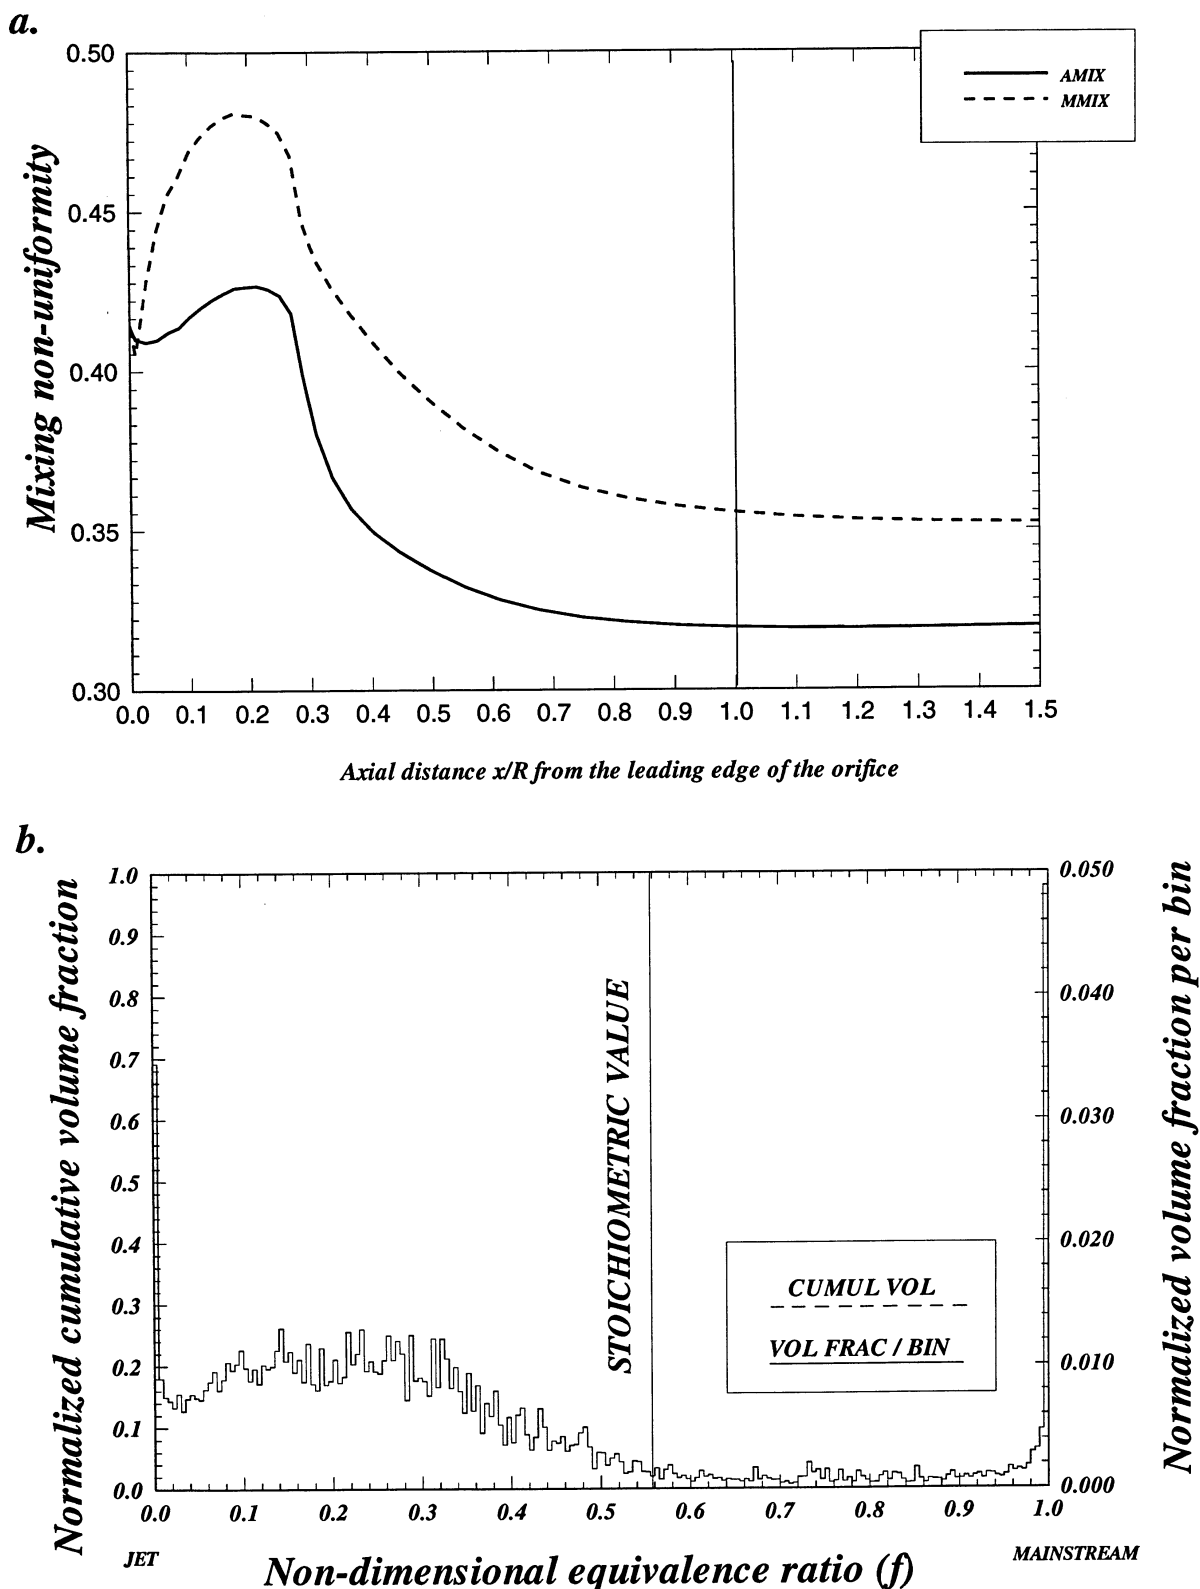 a.
0.50
0.45
0.40
0.35
0.30
Mixing non-uniformity
AMIX
MMIX
0.0 0.1 0.2 0.3 0.4 0.5 0.6 0.7 0.8 0.9 1.0 1.1 1.2 1.3 1.4 1.5
Axial distance x/R from the leading edge of the orifice
b.
Normalized cumulative volume fraction
1.0
0.9
0.8
0.7
0.6
0.5
0.4
0.3
0.2
0.1
0.0
STOICHIOMETRIC VALUE
CUMUL VOL
VOL FRAC / BIN
0.050
0.040
0.030
0.020
0.010
0.000
Normalized volume fraction per bin
0.0 0.1 0.2 0.3 0.4 0.5 0.6 0.7 0.8 0.9 1.0
JET
MAINSTREAM
Non-dimensional equivalence ratio (f)